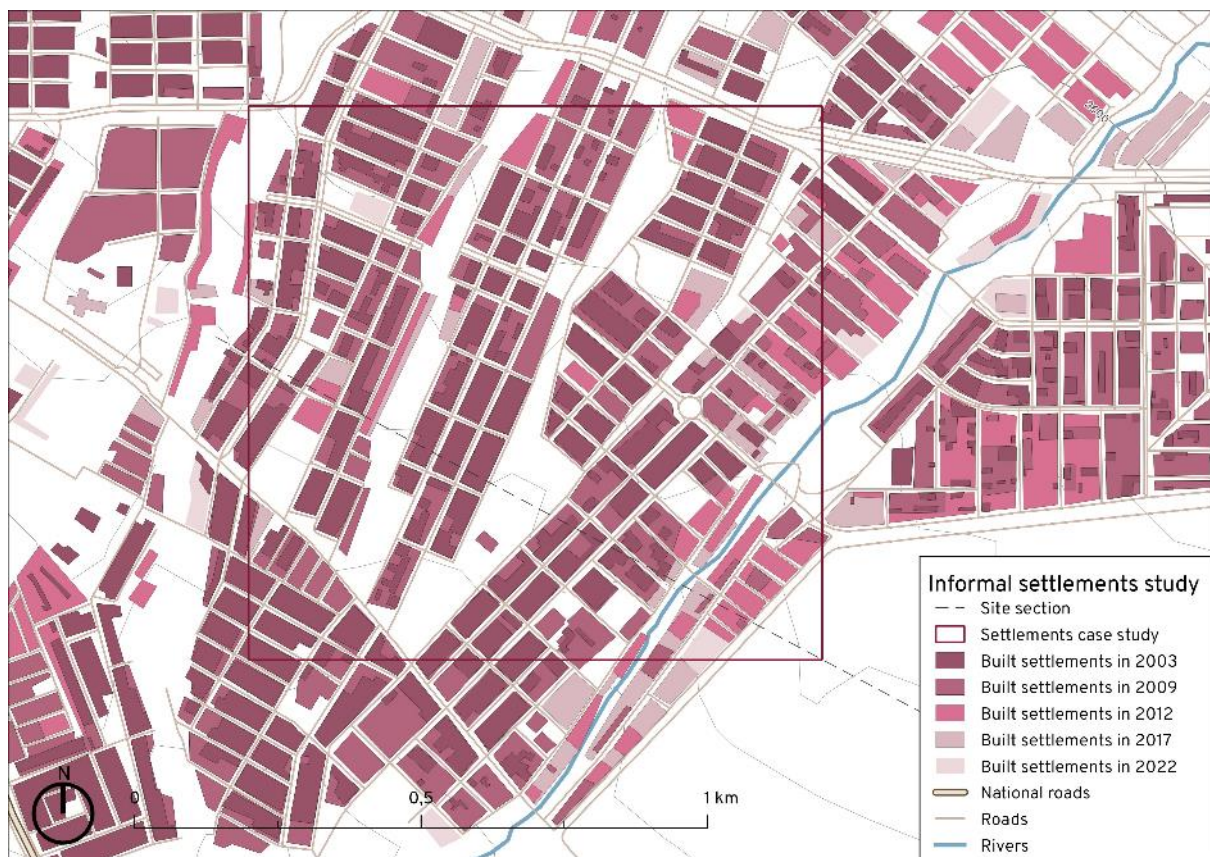 Informal settlements study
Site section
Settlements case study
Built settlements in 2003
Built settlements in 2009
Built settlements in 2012
Built settlements in 2017
Built settlements in 2022
National roads
Roads
Rivers
N
0
0,5
1 km